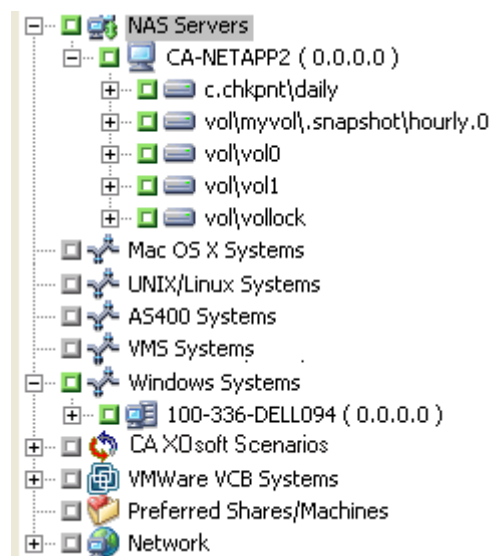 NAS Servers
CA-NETAPP2 ( 0.0.0.0 )
c.chkpnt\daily
vol\myvol\.snapshot\hourly.0
vol\vol0
vol\vol1
vol\vollock
Mac OS X Systems
UNIX/Linux Systems
AS400 Systems
VMS Systems
Windows Systems
100-336-DELL094 ( 0.0.0.0 )
CA XOsoft Scenarios
VMWare VCB Systems
Preferred Shares/Machines
Network